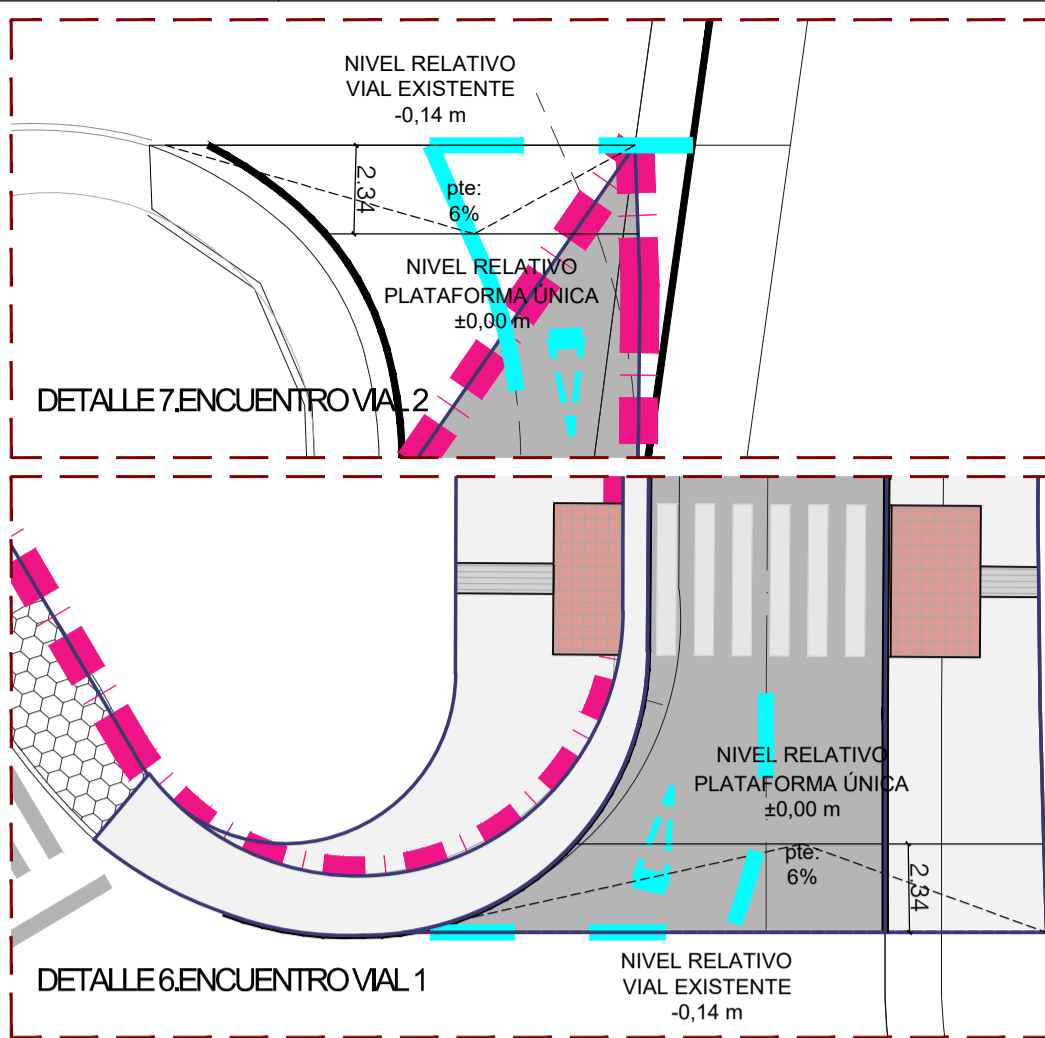 NIVEL RELATIVO
VIAL EXISTENTE
-0,14 m
2.34
pte:
6%
NIVEL RELATIVO
PLATAFORMA ÚNICA
±0,00 m
DETALLE 7.ENCUENTRO VIAL 2
NIVEL RELATIVO
PLATAFORMA ÚNICA
±0,00 m
pte:
6%
2.34
NIVEL RELATIVO
VIAL EXISTENTE
-0,14 m
DETALLE 6.ENCUENTRO VIAL 1